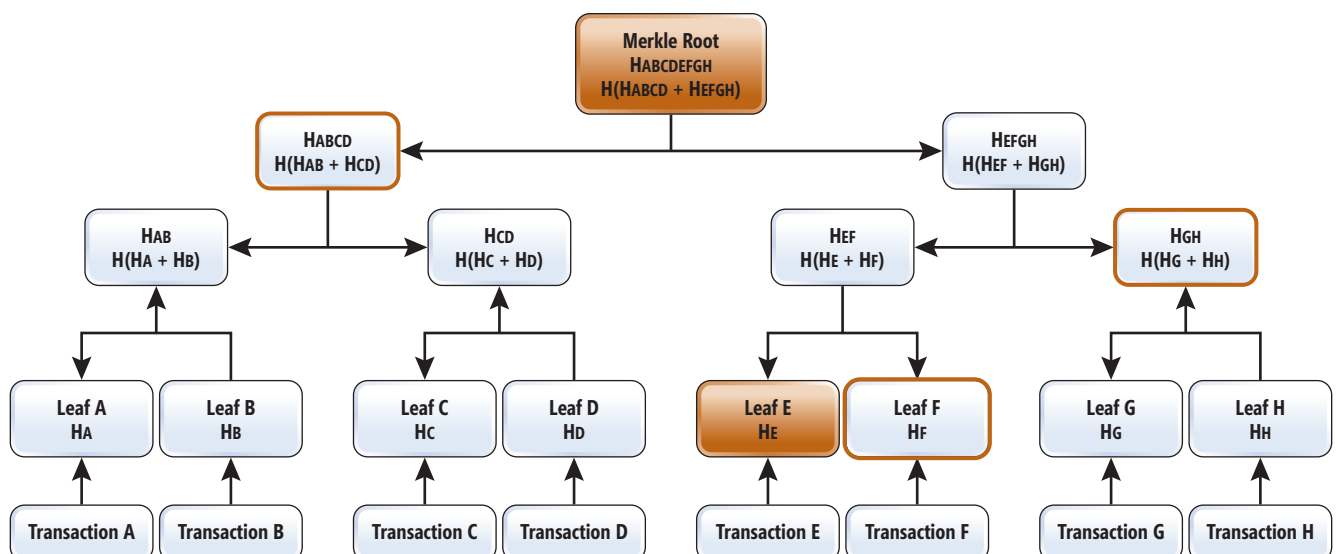 Merkle Root
HABCDEFGH
H(HABCD + HEFGH)
HABCD
H(HAB + HCD)
HEFGH
H(HEF + HGH)
HAB
H(HA + HB)
HCD
H(HC + HD)
HEF
H(HE + HF)
HGH
H(HG + HH)
Leaf A
HA
Leaf B
HB
Leaf C
HC
Leaf D
HD
Leaf E
HE
Leaf F
HF
Leaf G
HG
Leaf H
HH
Transaction A
Transaction B
Transaction C
Transaction D
Transaction E
Transaction F
Transaction G
Transaction H